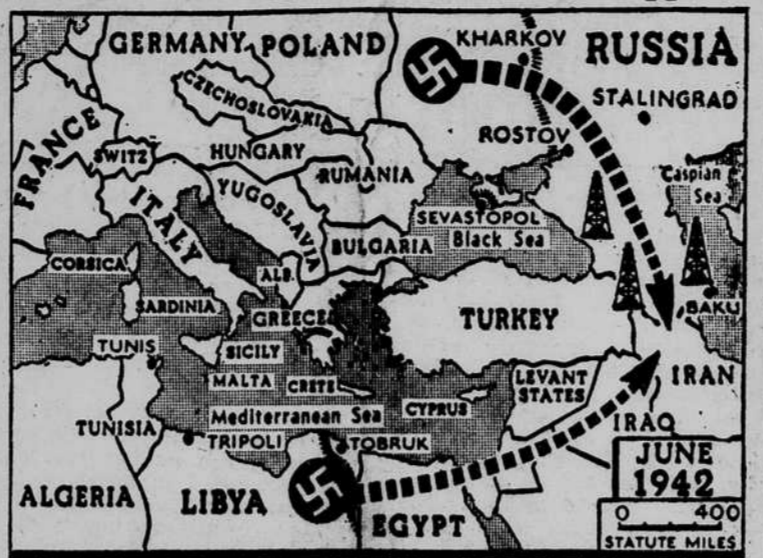 GERMANY
POLAND
KHARKOV
RUSSIA
CZECHOSLOVAKIA
STALINGRAD
FRANCE
SWITZ
HUNGARY
ROSTOV
RUMANIA
Caspian
Sea
ITALY
YUGOSLAVIA
SEVASTOPOL
Black Sea
BULGARIA
CORSICA
ALB.
SARDINIA
BAKU
GREECE
TURKEY
TUNIS
SICILY
IRAN
MALTA
CRETE
LEVANT
STATES
CYPRUS
Mediterranean Sea
TUNISIA
TRIPOLI
TOBRUK
IRAQ
JUNE
1942
ALGERIA
LIBYA
EGYPT
0 400
STATUTE MILES